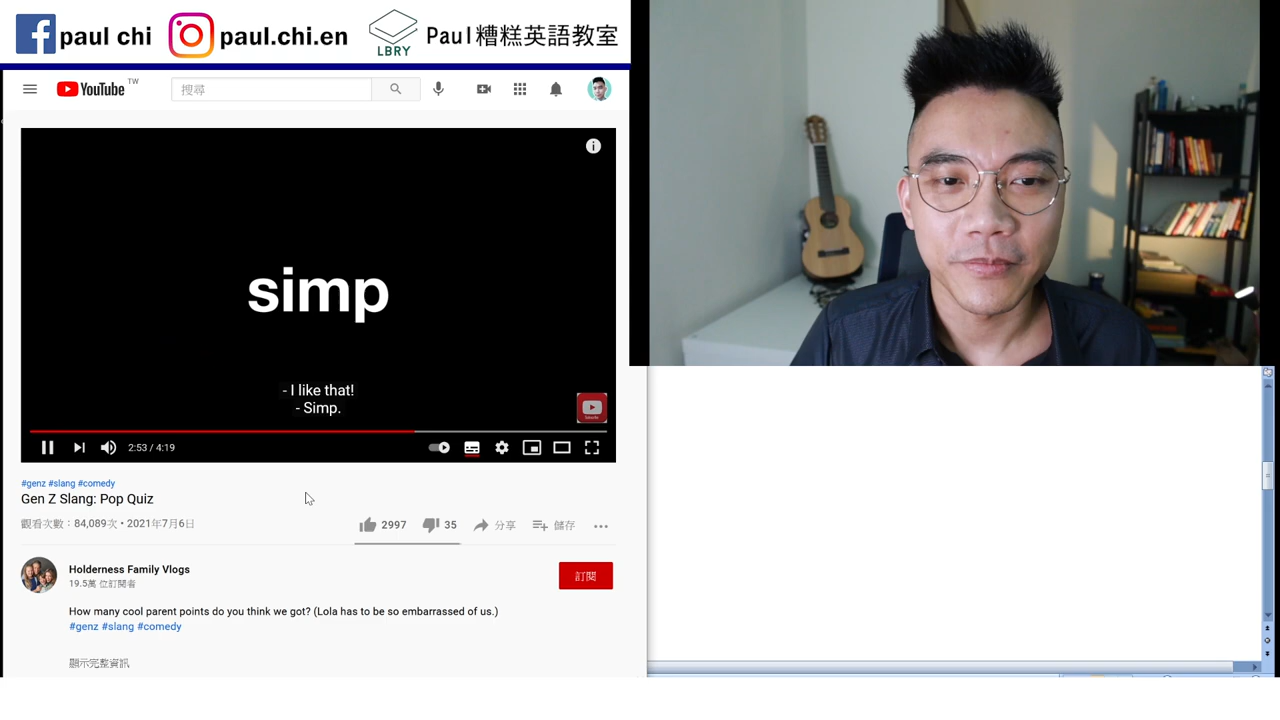 paul chi
paul.chi.en
LBRY
Paul糟糕英語教室
YouTube TW
搜尋
simp
- I like that!
- Simp.
2:53 / 4:19
#genz #slang #comedy
Gen Z Slang: Pop Quiz
觀看次數：84,089次 • 2021年7月6日
2997
35
分享
儲存
Holderness Family Vlogs
19.5萬 位訂閱者
訂閱
How many cool parent points do you think we got? (Lola has to be so embarrassed of us.)
#genz #slang #comedy
顯示完整資訊